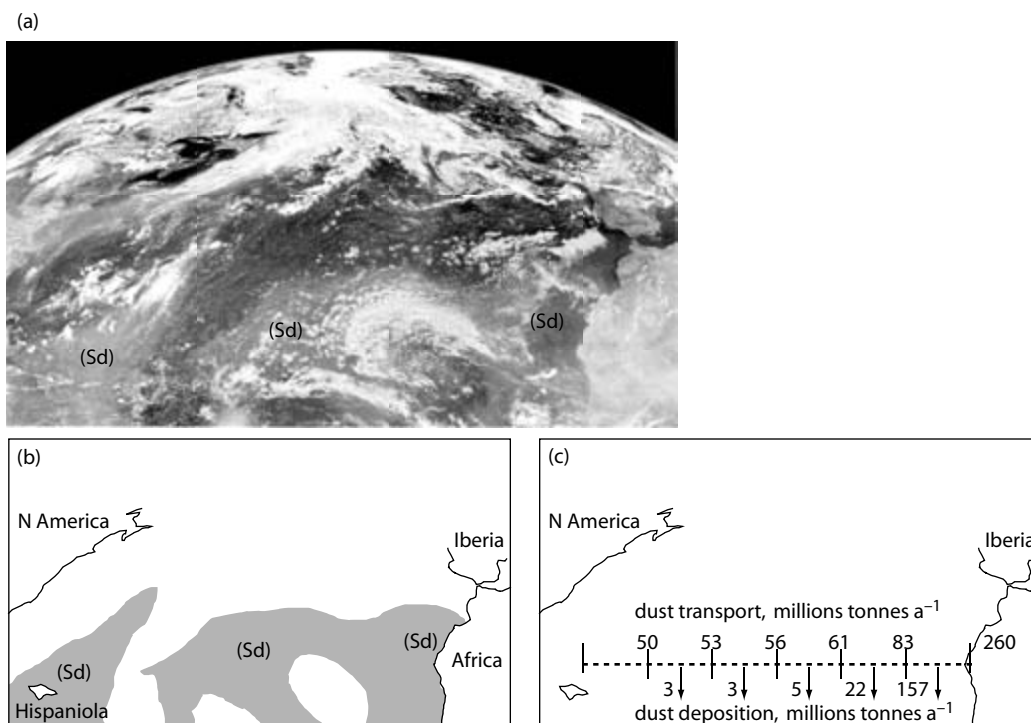 (a)
(Sd)
(Sd)
(Sd)
(b)
N America
Iberia
(Sd)
(Sd)
(Sd)
Africa
Hispaniola
(c)
N America
Iberia
dust transport, millions tonnes a⁻¹
50 53 56 61 83 260
3 3 5 22 157
dust deposition, millions tonnes a⁻¹